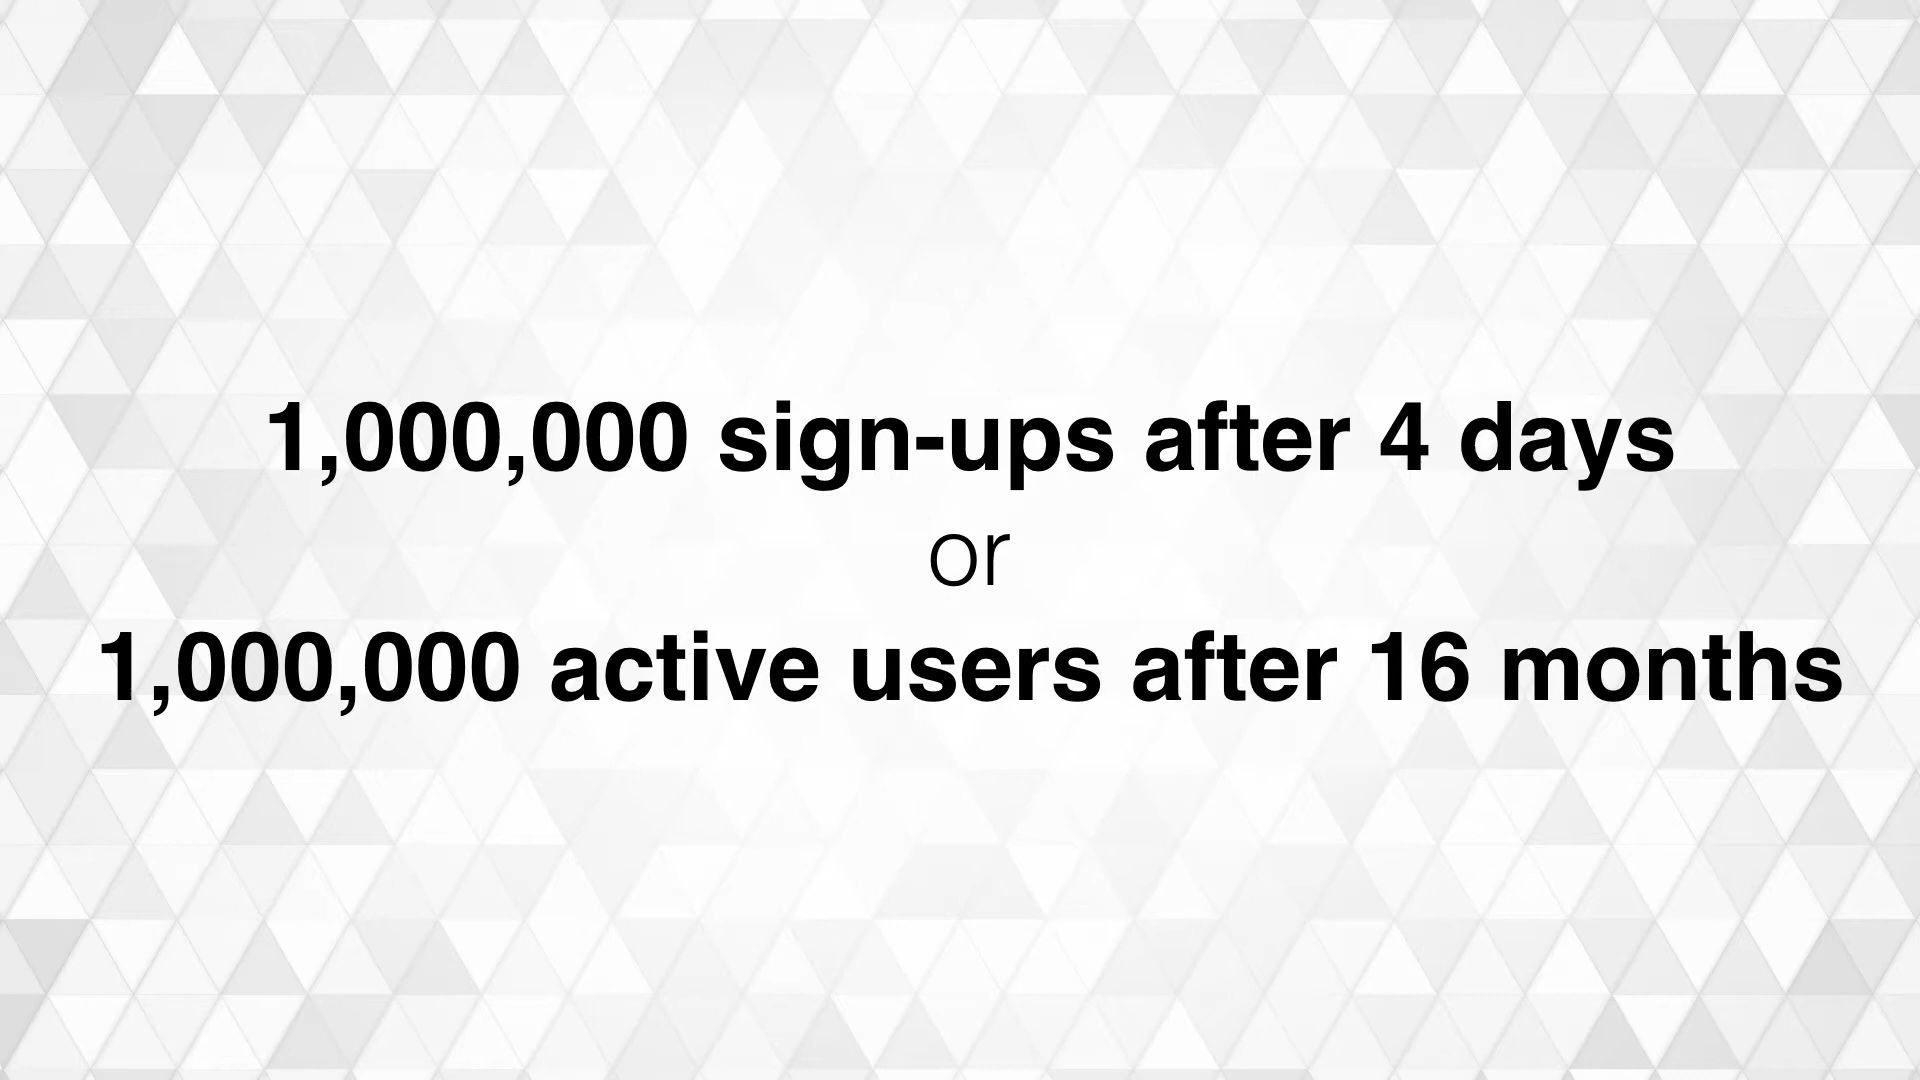 1,000,000 sign-ups after 4 days
or
1,000,000 active users after 16 months